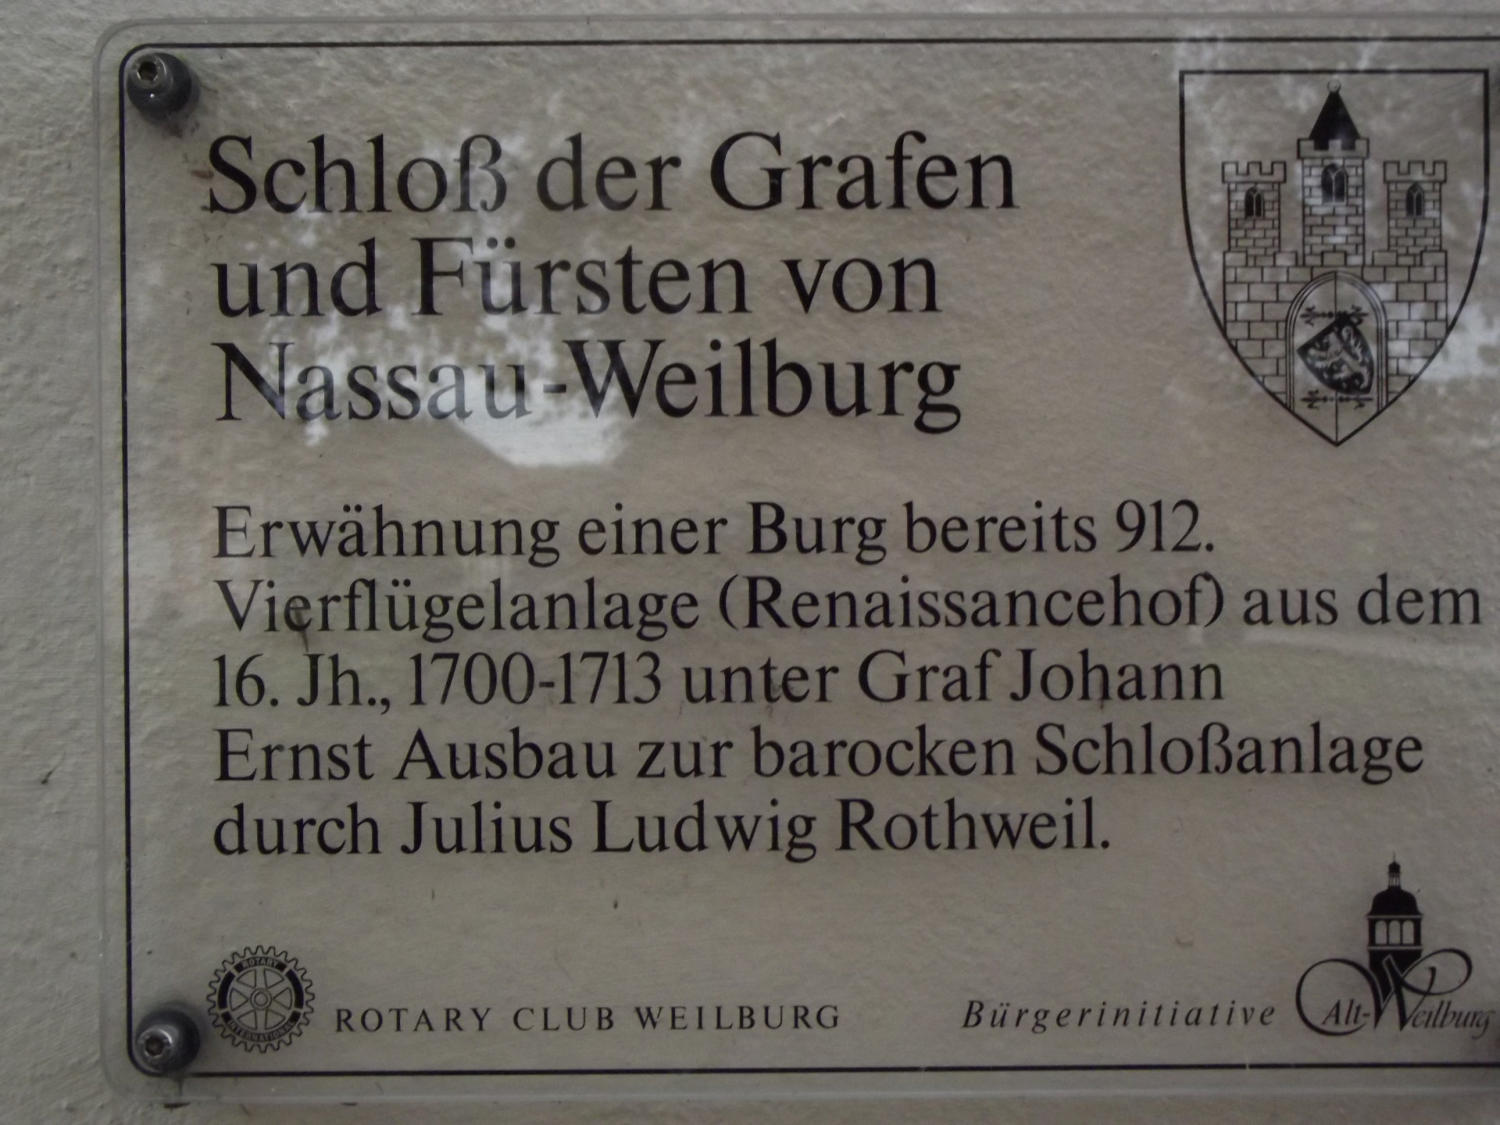 Schloß der Grafen
und Fürsten von
Nassau-Weilburg
Erwähnung einer Burg bereits 912.
Vierflügelanlage (Renaissancehof) aus dem
16. Jh., 1700-1713 unter Graf Johann
Ernst Ausbau zur barocken Schloßanlage
durch Julius Ludwig Rothweil.
ROTARY
INTERNATIONAL
ROTARY CLUB WEILBURG
Bürgerinitiative Alt-Weilburg